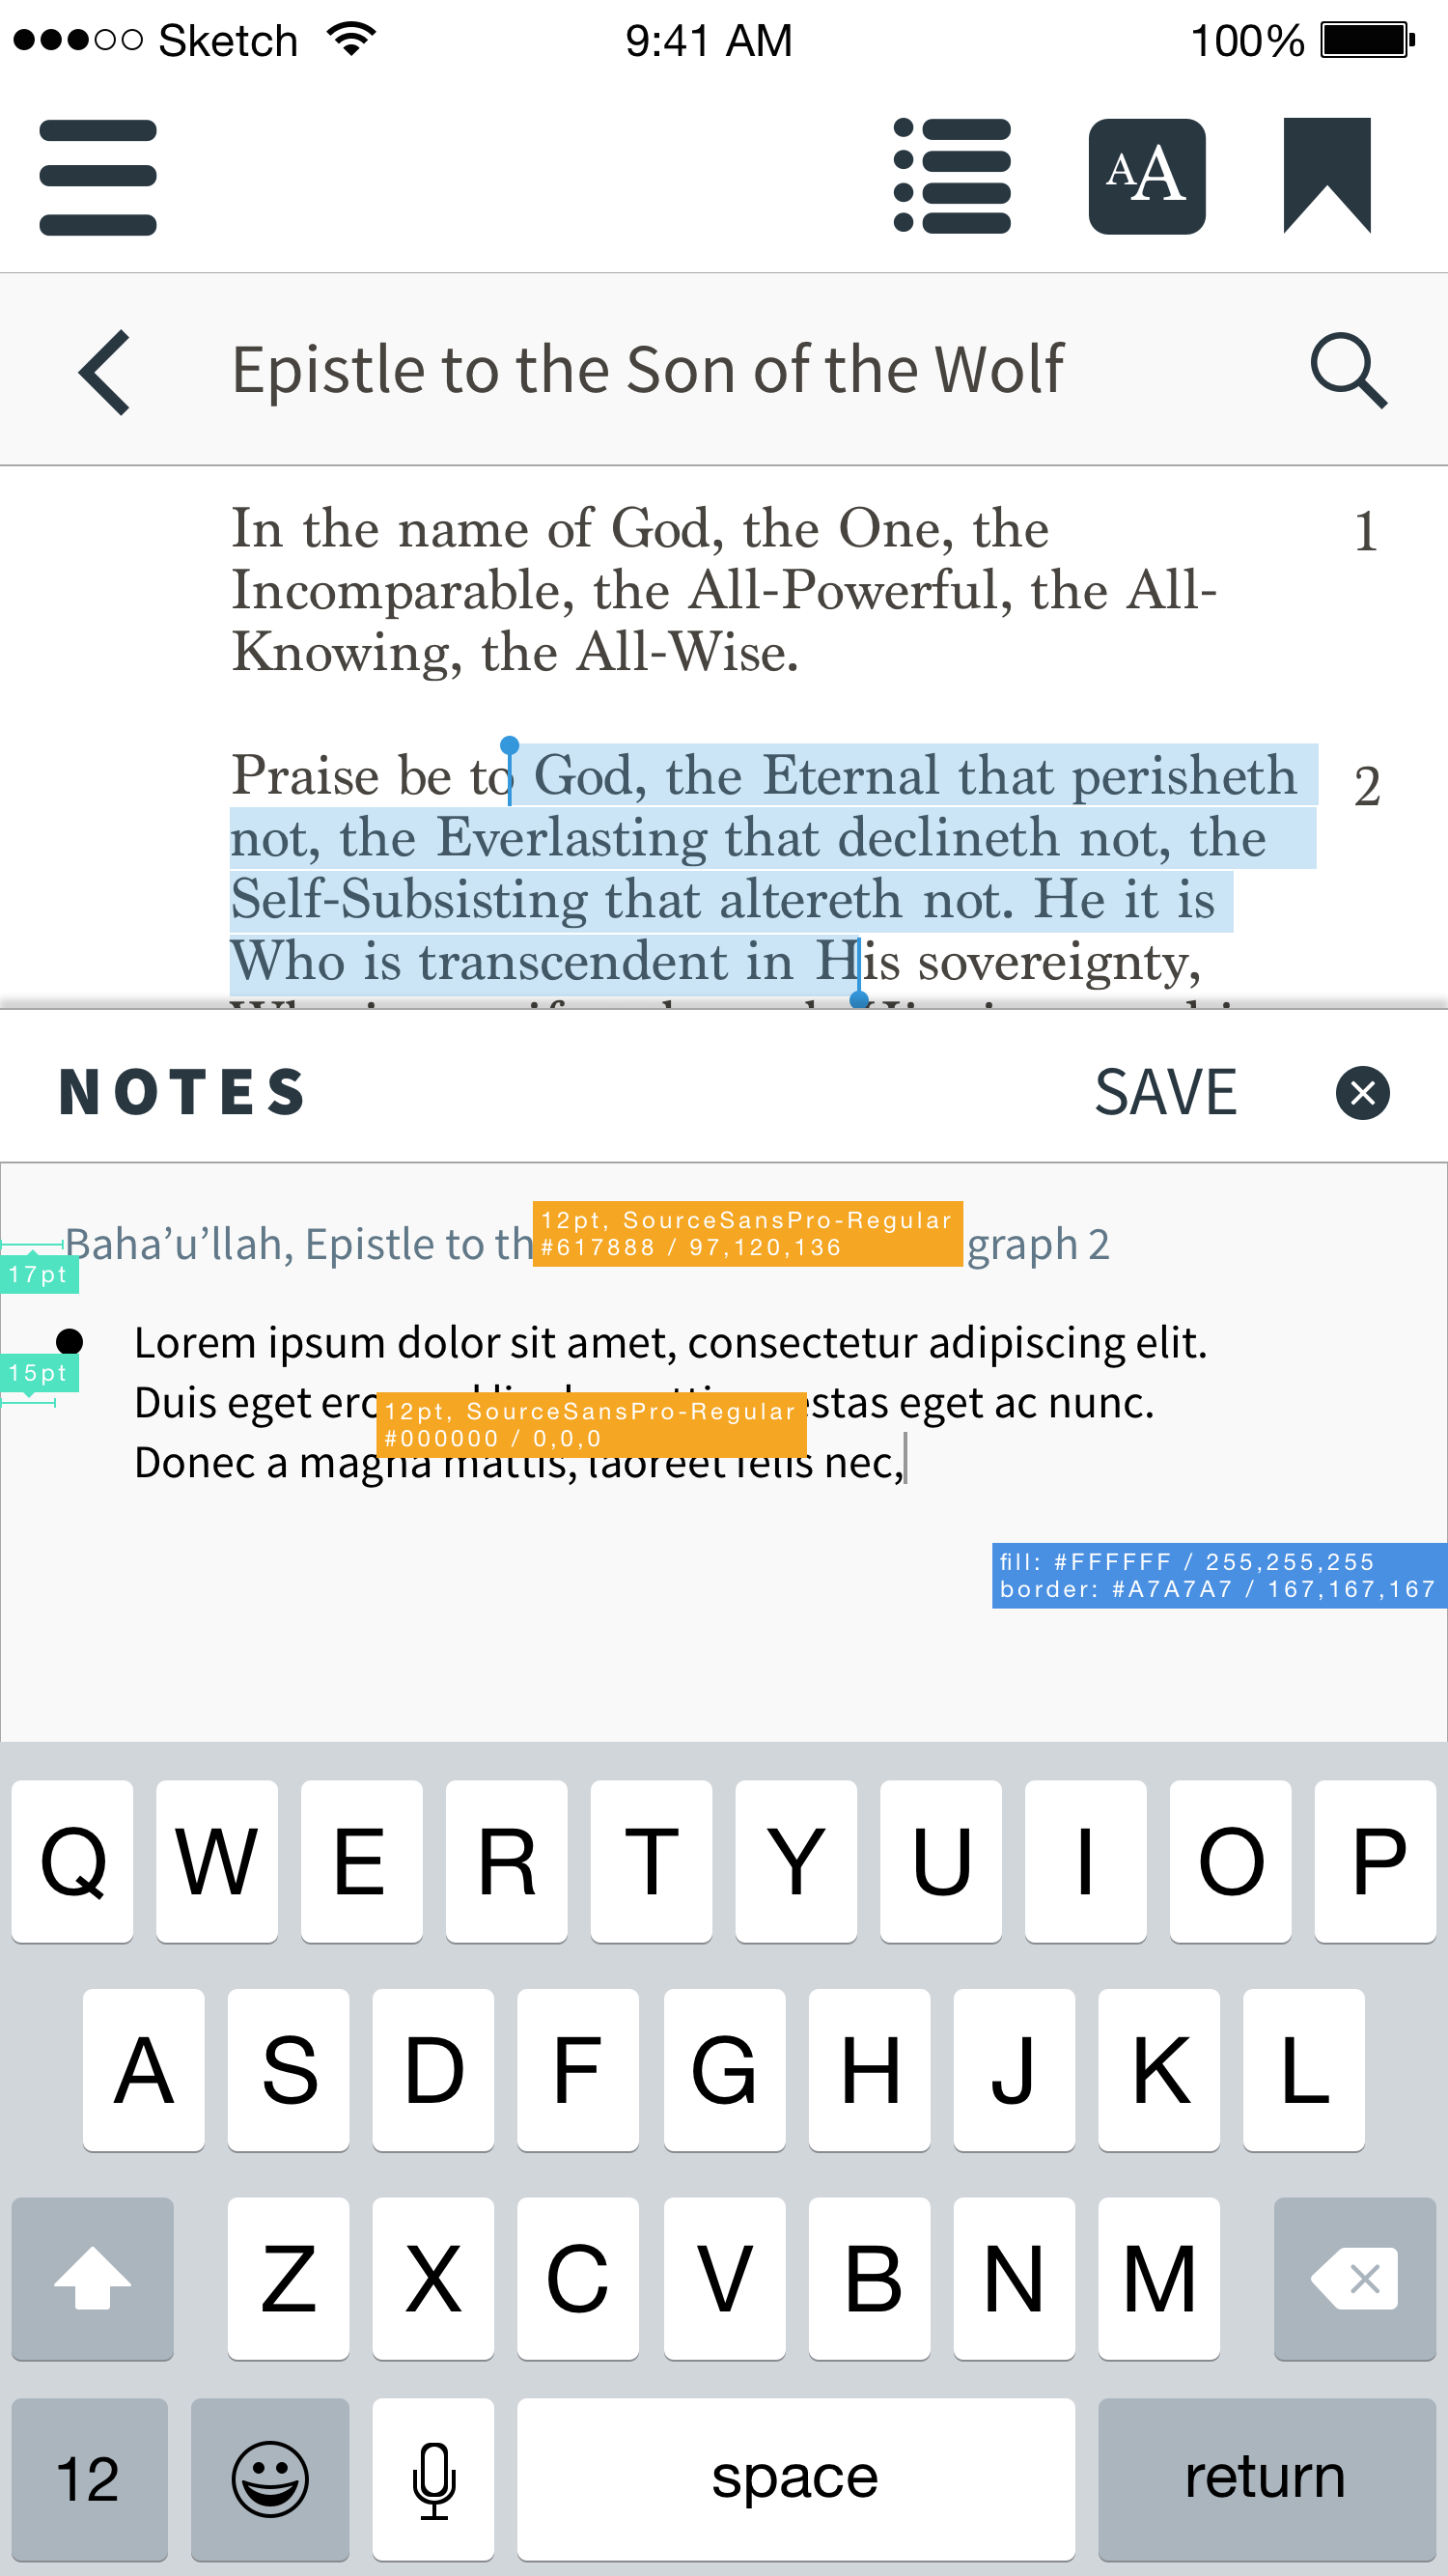 Sketch 9:41 AM 100%
AA
Epistle to the Son of the Wolf
In the name of God, the One, the 1
Incomparable, the All-Powerful, the All-
Knowing, the All-Wise.
Praise be to God, the Eternal that perisheth 2
not, the Everlasting that declineth not, the
Self-Subsisting that altereth not. He it is
Who is transcendent in His sovereignty,
NOTES SAVE
Baha’u’llah, Epistle to th graph 2
12pt, SourceSansPro-Regular
#617888 / 97,120,136
17pt
Lorem ipsum dolor sit amet, consectetur adipiscing elit.
15pt
Duis eget stas eget ac nunc.
12pt, SourceSansPro-Regular
#000000 / 0,0,0
Donec a magna mattis, laoreet felis nec,
fill: #FFFFFF / 255,255,255
border: #A7A7A7 / 167,167,167
Q W E R T Y U I O P
A S D F G H J K L
Z X C V B N M
12 space return